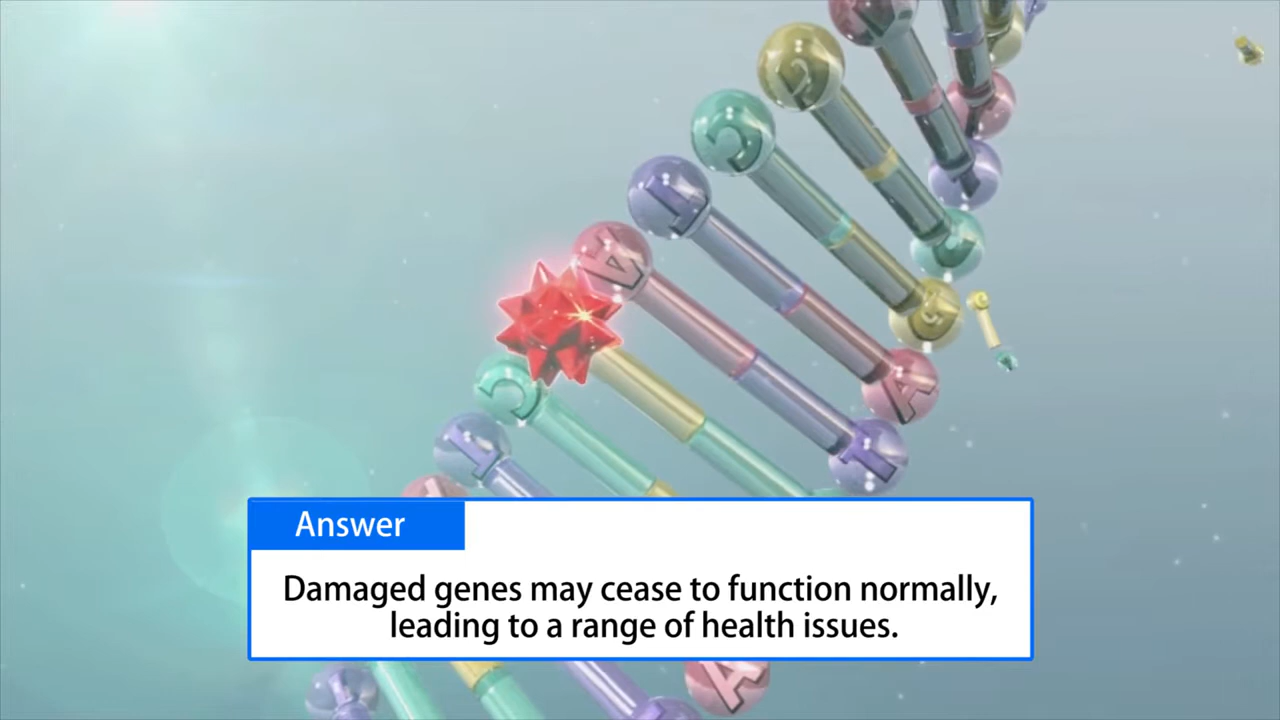 Answer
Damaged genes may cease to function normally,
leading to a range of health issues.